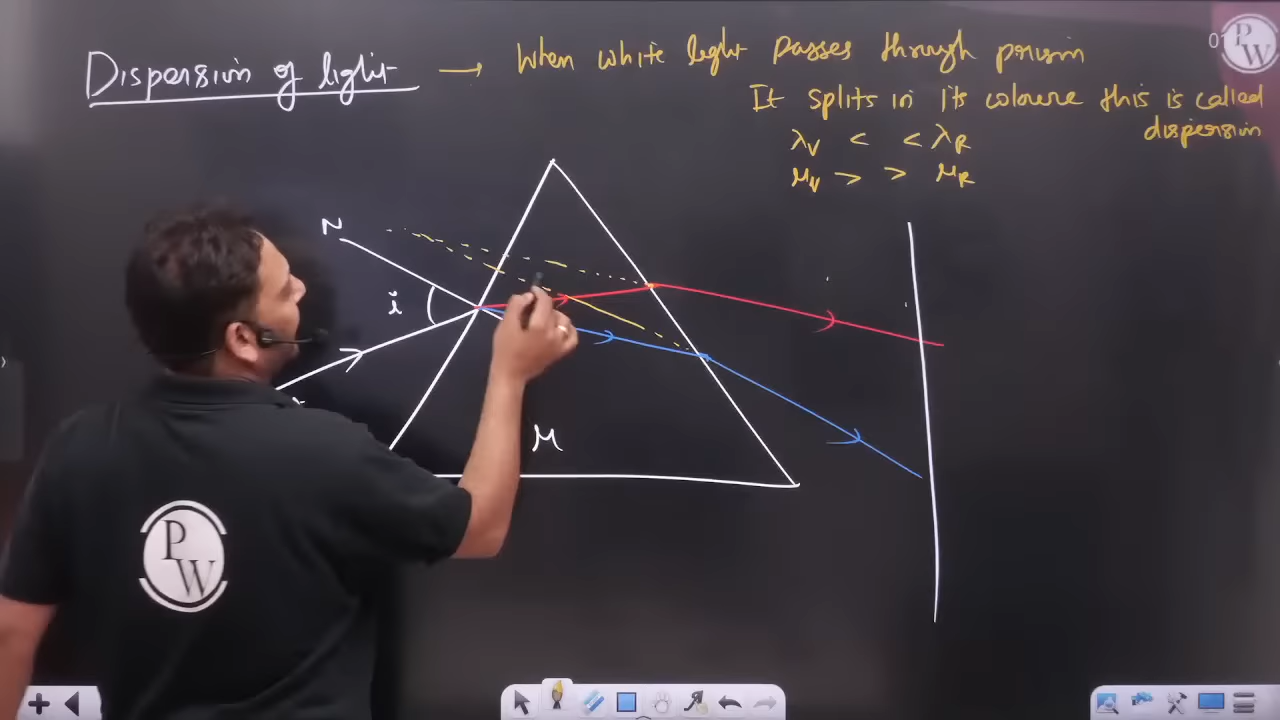 Dispersion of light → When white light passes through prism
It splits in its coloure this is called
dispersion
λV < < λR
μV > > μR
N
i
μ
P
W
P
W